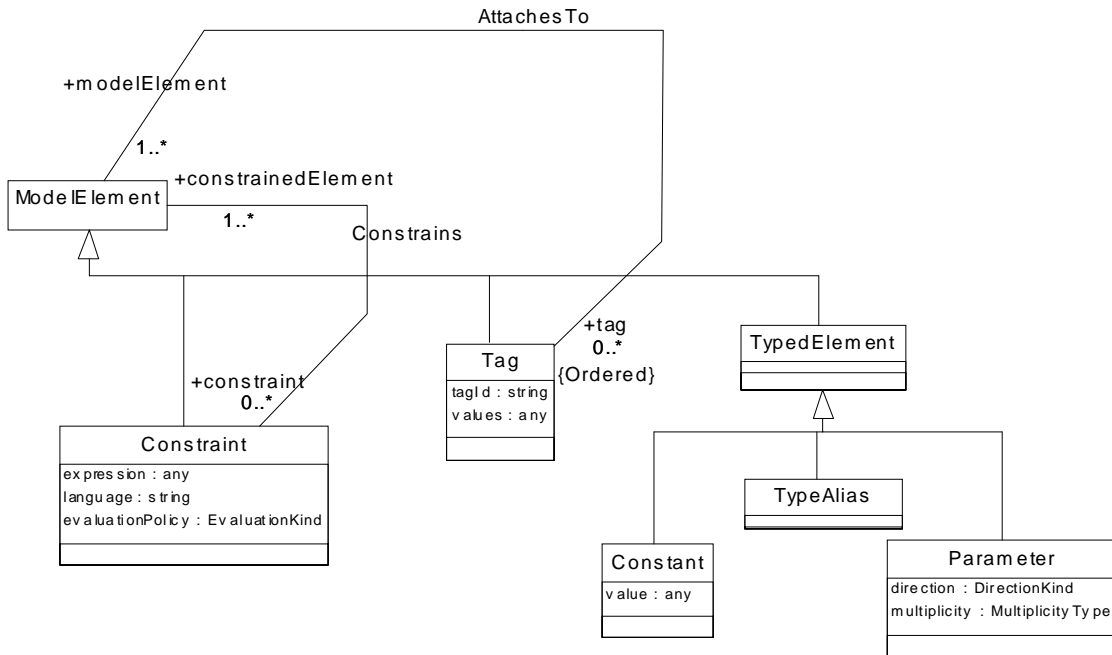 AttachesTo
+modelElement
1..*
ModelElement
+constrainedElement
1..*
Constrains
+tag
0..*
{Ordered}
Tag
tagId : string
values : any
TypedElement
+constraint
0..*
Constraint
expression : any
language : string
evaluationPolicy : EvaluationKind
TypeAlias
Constant
value : any
Parameter
direction : DirectionKind
multiplicity : MultiplicityType